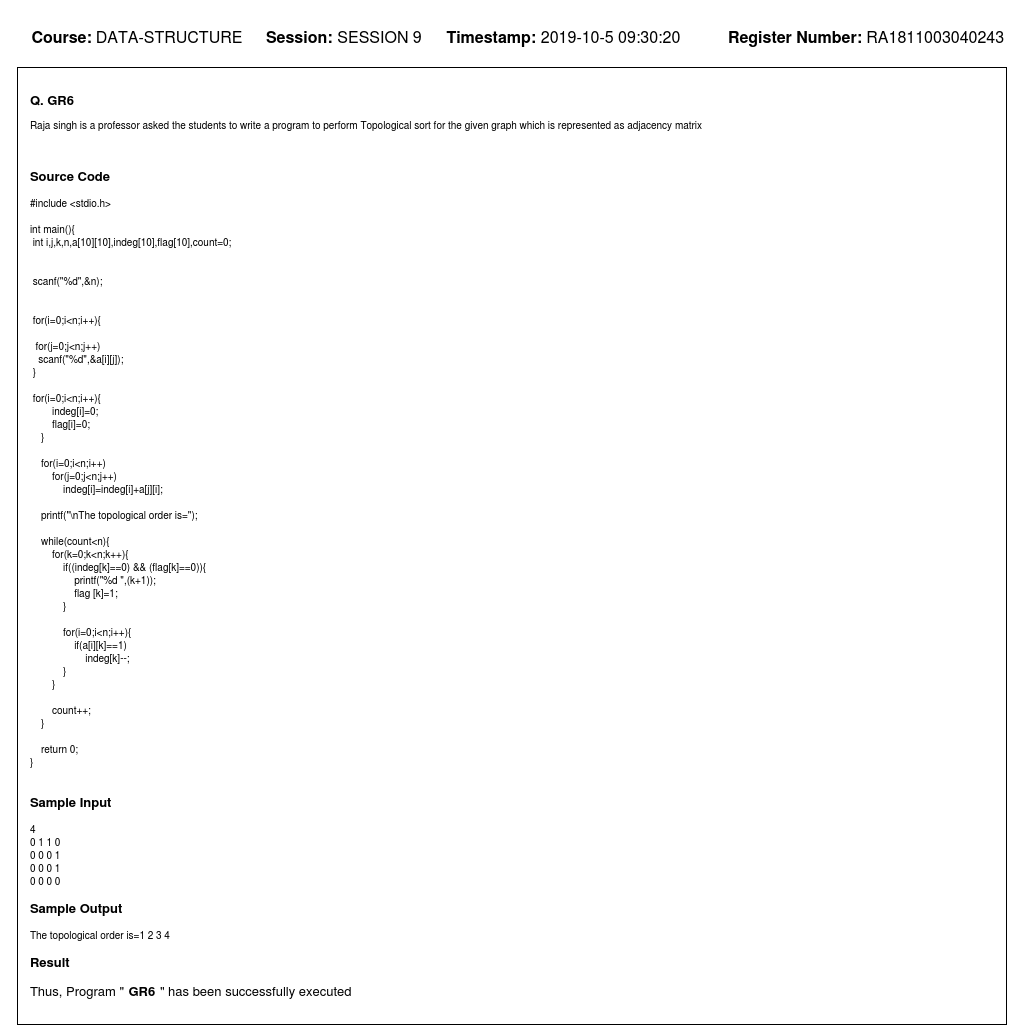 Course: DATA-STRUCTURE Session: SESSION 9 Timestamp: 2019-10-5 09:30:20 Register Number: RA1811003040243
Q. GR6
Raja singh is a professor asked the students to write a program to perform Topological sort for the given graph which is represented as adjacency matrix
Source Code
#include <stdio.h>
int main(){
 int i,j,k,n,a[10][10],indeg[10],flag[10],count=0;
 scanf("%d",&n);
 for(i=0;i<n;i++){
  for(j=0;j<n;j++)
   scanf("%d",&a[i][j]);
 }
 for(i=0;i<n;i++){
        indeg[i]=0;
        flag[i]=0;
    }
    for(i=0;i<n;i++)
        for(j=0;j<n;j++)
            indeg[i]=indeg[i]+a[j][i];
    printf("\nThe topological order is=");
    while(count<n){
        for(k=0;k<n;k++){
            if((indeg[k]==0) && (flag[k]==0)){
                printf("%d ",(k+1));
                flag [k]=1;
            }
            for(i=0;i<n;i++){
                if(a[i][k]==1)
                    indeg[k]--;
            }
        }
        count++;
    }
    return 0;
}
Sample Input
4
0 1 1 0
0 0 0 1
0 0 0 1
0 0 0 0
Sample Output
The topological order is=1 2 3 4
Result
Thus, Program " GR6 " has been successfully executed